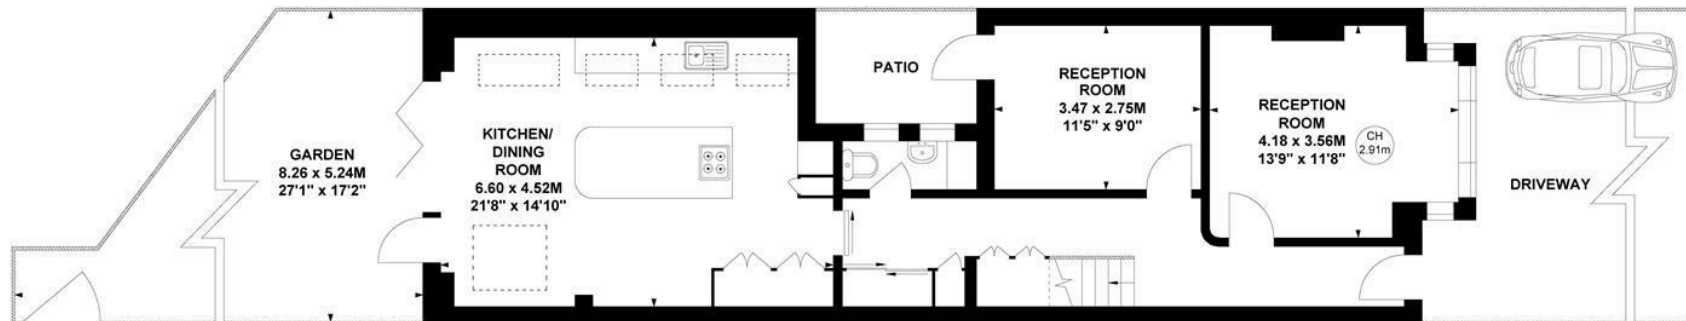 GARDEN
8.26 x 5.24M
27'1" x 17'2"
KITCHEN/
DINING
ROOM
6.60 x 4.52M
21'8" x 14'10"
PATIO
RECEPTION
ROOM
3.47 x 2.75M
11'5" x 9'0"
RECEPTION
ROOM
4.18 x 3.56M
13'9" x 11'8"
CH
2.91m
DRIVEWAY